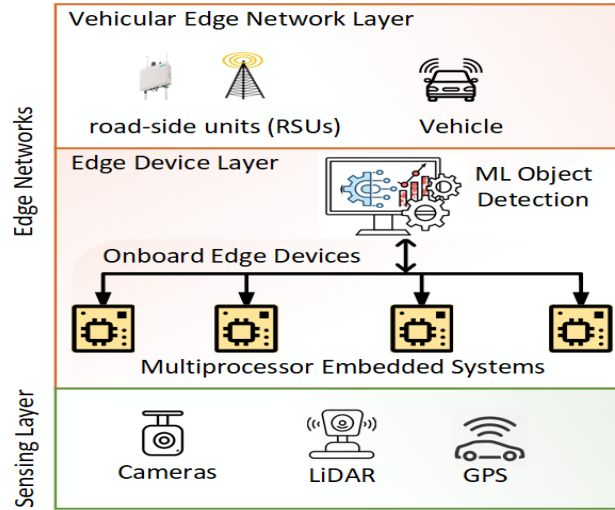 Vehicular Edge Network Layer
road-side units (RSUs)
Vehicle
Edge Networks
Edge Device Layer
ML Object
Detection
Onboard Edge Devices
Multiprocessor Embedded Systems
Sensing Layer
Cameras
LiDAR
GPS